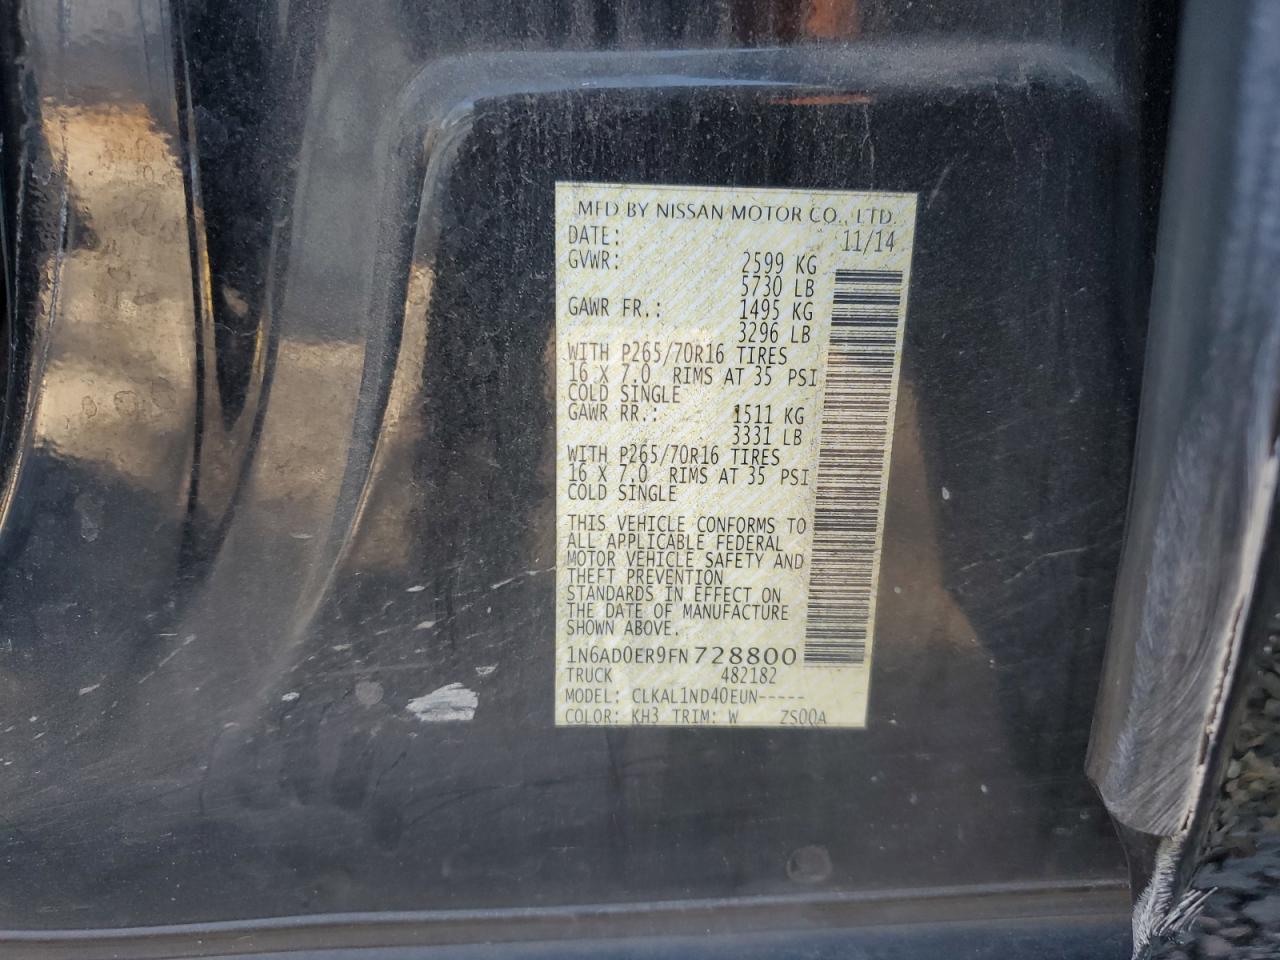 MFD BY NISSAN MOTOR CO., LTD.
DATE: 11/14
GVWR: 2599 KG
5730 LB
GAWR FR.: 1495 KG
3296 LB
WITH P265/70R16 TIRES
16 X 7.0 RIMS AT 35 PSI
COLD SINGLE
GAWR RR.: 1511 KG
3331 LB
WITH P265/70R16 TIRES
16 X 7.0 RIMS AT 35 PSI
COLD SINGLE
THIS VEHICLE CONFORMS TO
ALL APPLICABLE FEDERAL
MOTOR VEHICLE SAFETY AND
THEFT PREVENTION
STANDARDS IN EFFECT ON
THE DATE OF MANUFACTURE
SHOWN ABOVE.
1N6AD0ER9FN728800
TRUCK 482182
MODEL: CLKAL1ND40EUN-----
COLOR: KH3 TRIM: W ZS00A